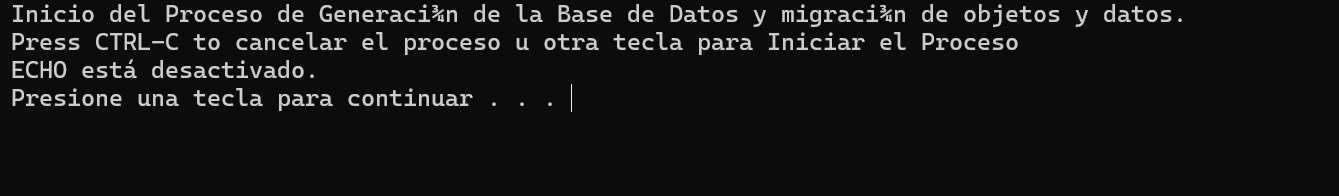 Inicio del Proceso de Generaci¾n de la Base de Datos y migraci¾n de objetos y datos.
Press CTRL-C to cancelar el proceso u otra tecla para Iniciar el Proceso
ECHO está desactivado.
Presione una tecla para continuar . . .